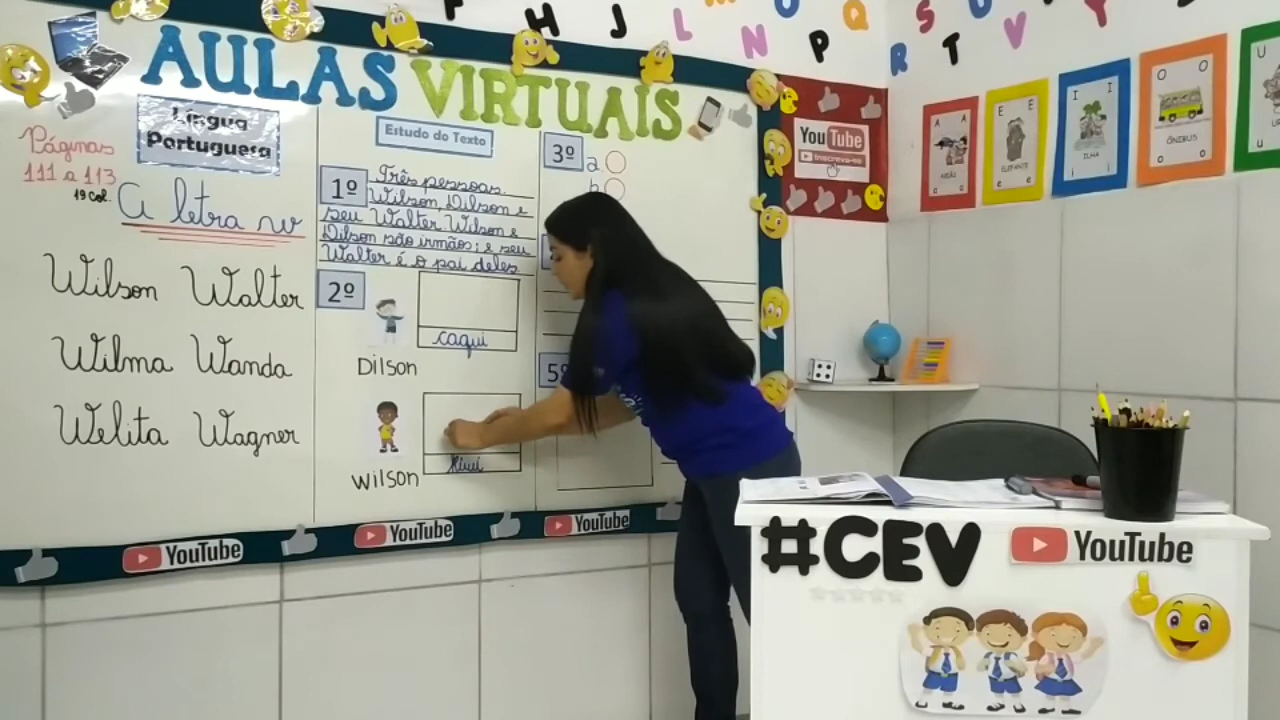 AULAS VIRTUAIS
Língua
Portuguesa
Páginas
111 a 113
A letra w
Wilson Walter
Wilma Wanda
Welita Wagner
Estudo do Texto
1º Três pessoas.
Wilson, Dilson e
seu Walter. Wilson e
Dilson são irmãos; e seu
Walter é o pai deles
2º
caqui
Dilson
Kiwi
wilson
3º a
b
5º
YouTube
Inscreva-se
H J L N P Q R S T V
A A
E E
ELEFANTE
I I
ILHA
O O
ÔNIBUS
O O
U
YouTube
YouTube
YouTube
#CEV YouTube